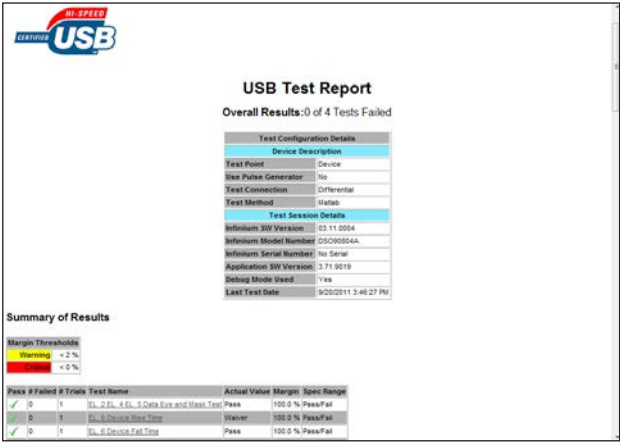 HI-SPEED
CERTIFIED USB
USB Test Report
Overall Results:0 of 4 Tests Failed
Test Configuration Details
Device Description
Test Point Device
Use Pulse Generator No
Test Connection Differential
Test Method Matlab
Test Session Details
Infiniium SW Version 03.11.0004
Infiniium Model Number DSO90804A
Infiniium Serial Number No Serial
Application SW Version 3.71.9019
Debug Mode Used Yes
Last Test Date 9/20/2011 3:46:27 PM
Summary of Results
Margin Thresholds
Warning < 2 %
Critical < 0 %
Pass # Failed # Trials Test Name Actual Value Margin Spec Range
0 1 EL_2 EL_4 EL_5 Data Eye and Mask Test Pass 100.0 % Pass/Fail
0 1 EL_6 Device Rise Time Waiver 100.0 % Pass/Fail
0 1 EL_6 Device Fall Time Pass 100.0 % Pass/Fail